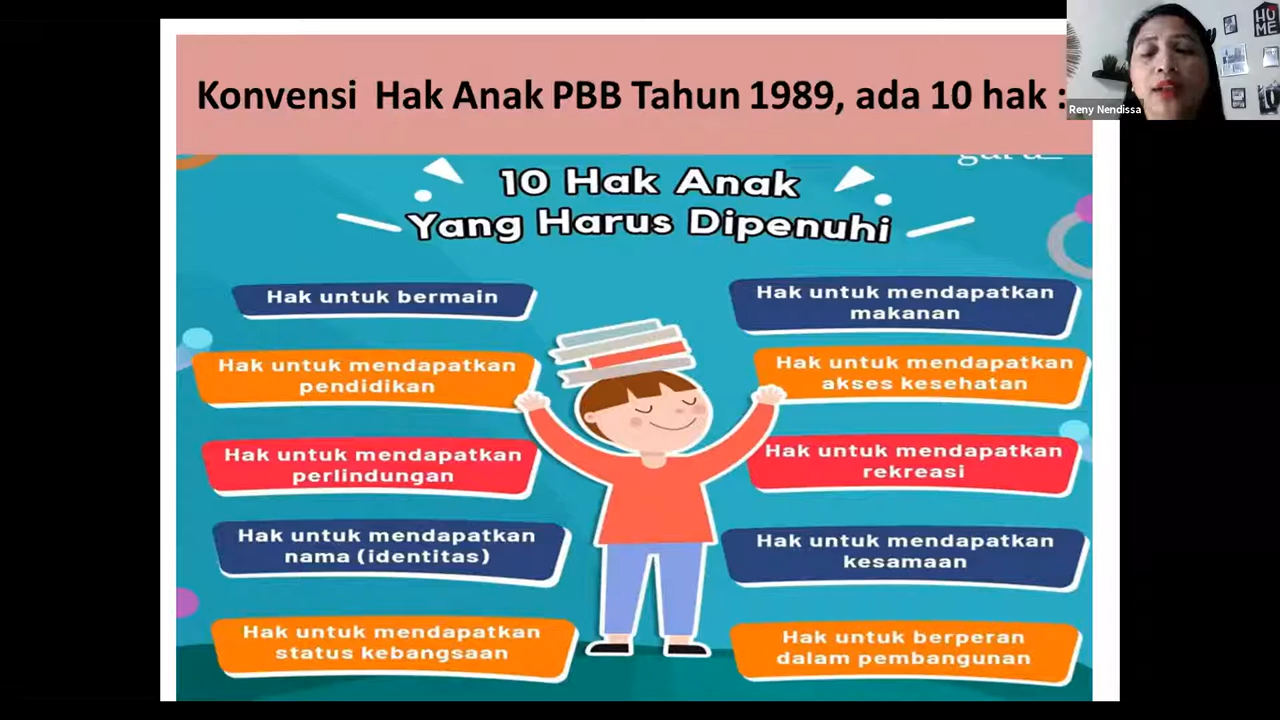 Konvensi Hak Anak PBB Tahun 1989, ada 10 hak :
HOME
Reny Nendissa
10 Hak Anak
Yang Harus Dipenuhi
Hak untuk bermain
Hak untuk mendapatkan
pendidikan
Hak untuk mendapatkan
perlindungan
Hak untuk mendapatkan
nama (identitas)
Hak untuk mendapatkan
status kebangsaan
Hak untuk mendapatkan
makanan
Hak untuk mendapatkan
akses kesehatan
Hak untuk mendapatkan
rekreasi
Hak untuk mendapatkan
kesamaan
Hak untuk berperan
dalam pembangunan